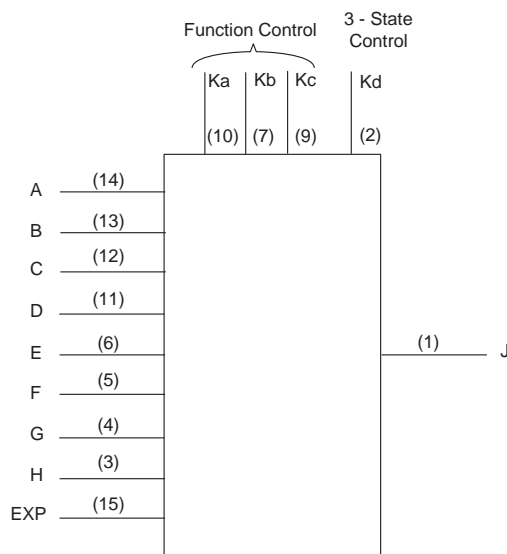 Function Control
3 - State
Control
Ka Kb Kc Kd
(10) (7) (9) (2)
A (14)
B (13)
C (12)
D (11)
E (6)
(1) J
F (5)
G (4)
H (3)
EXP (15)